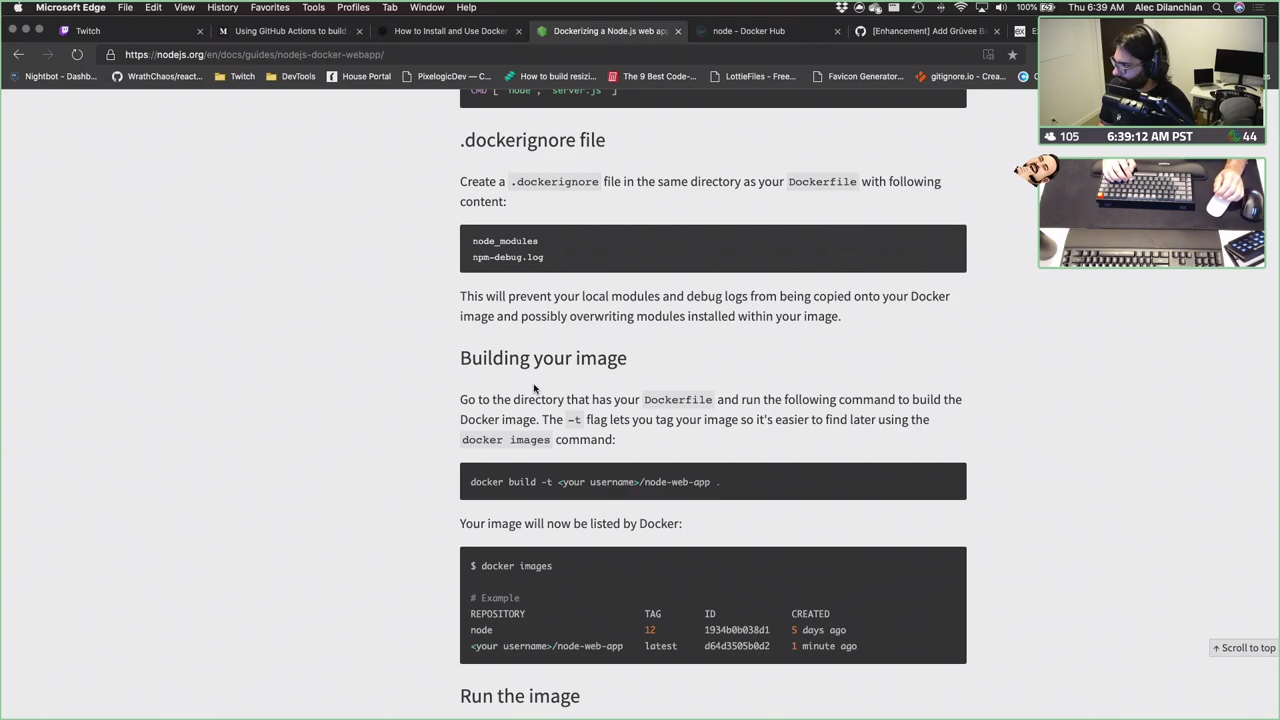 Microsoft Edge File Edit View History Favorites Tools Profiles Tab Window Help 100% Thu 6:39 AM Alec Dilanchian
Twitch Using GitHub Actions to build How to Install and Use Docker Dockerizing a Node.js web ap node - Docker Hub [Enhancement] Add Grüvee Bo EX
https://nodejs.org/en/docs/guides/nodejs-docker-webapp/
Nightbot - Dashb... WrathChaos/react... Twitch DevTools House Portal PixelogicDev — C... How to build resizi... The 9 Best Code-... LottieFiles - Free... Favicon Generator... gitignore.io - Crea...
CMD [ "node", "server.js" ]
.dockerignore file
Create a .dockerignore file in the same directory as your Dockerfile with following
content:
node_modules
npm-debug.log
This will prevent your local modules and debug logs from being copied onto your Docker
image and possibly overwriting modules installed within your image.
Building your image
Go to the directory that has your Dockerfile and run the following command to build the
Docker image. The -t flag lets you tag your image so it's easier to find later using the
docker images command:
docker build -t <your username>/node-web-app .
Your image will now be listed by Docker:
$ docker images
# Example
REPOSITORY TAG ID CREATED
node 12 1934b0b038d1 5 days ago
<your username>/node-web-app latest d64d3505b0d2 1 minute ago
Run the image
↑ Scroll to top
105 6:39:12 AM PST 44